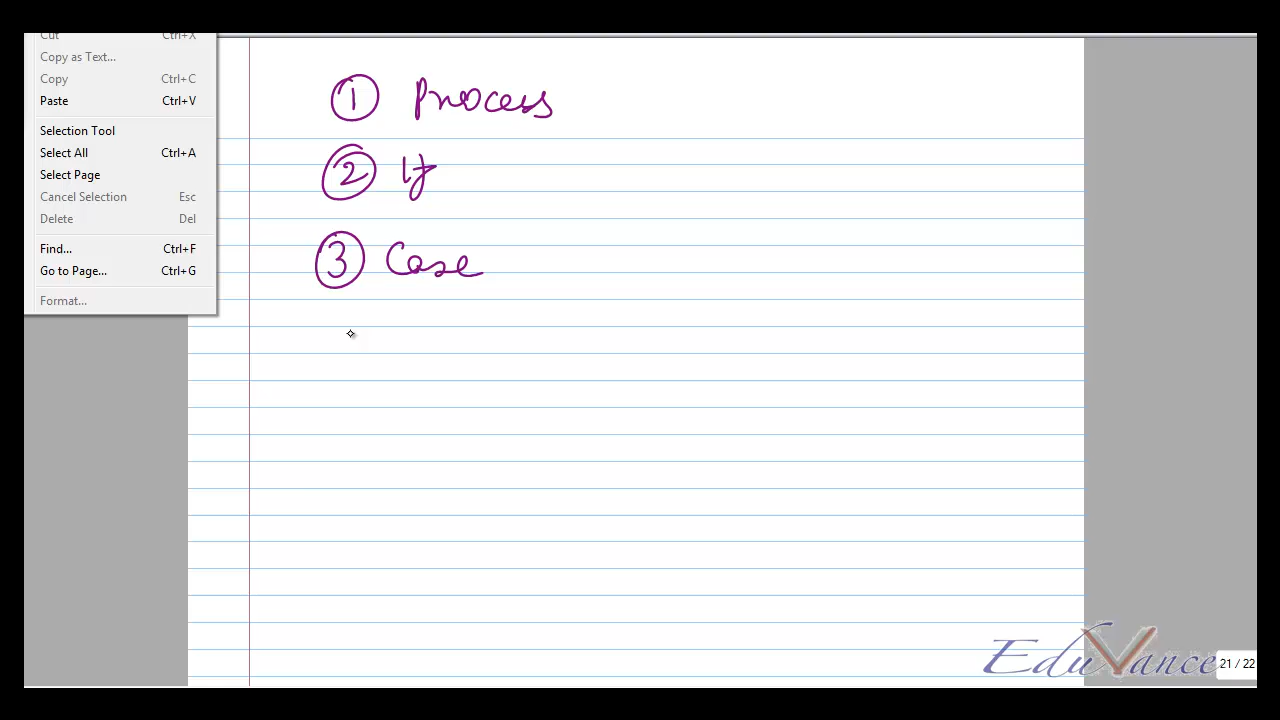 Cut Ctrl+X
Copy as Text...
Copy Ctrl+C
Paste Ctrl+V
Selection Tool
Select All Ctrl+A
Select Page
Cancel Selection Esc
Delete Del
Find... Ctrl+F
Go to Page... Ctrl+G
Format...
1 Process
2 If
3 Case
EduVance
21 / 22